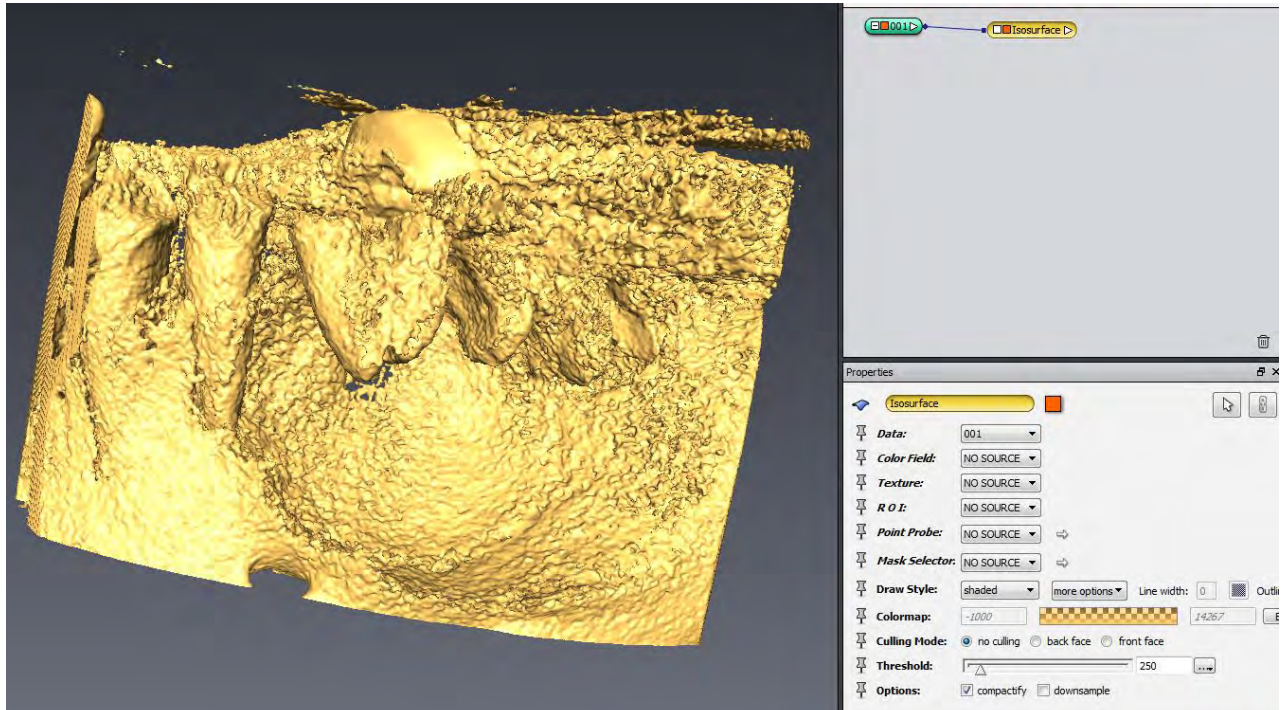 001
Isosurface
Properties
Isosurface
Data: 001
Color Field: NO SOURCE
Texture: NO SOURCE
R O I: NO SOURCE
Point Probe: NO SOURCE
Mask Selector: NO SOURCE
Draw Style: shaded more options Line width: 0 Outli
Colormap: -1000 14267 E
Culling Mode: no culling back face front face
Threshold: 250 ...
Options: compactify downsample